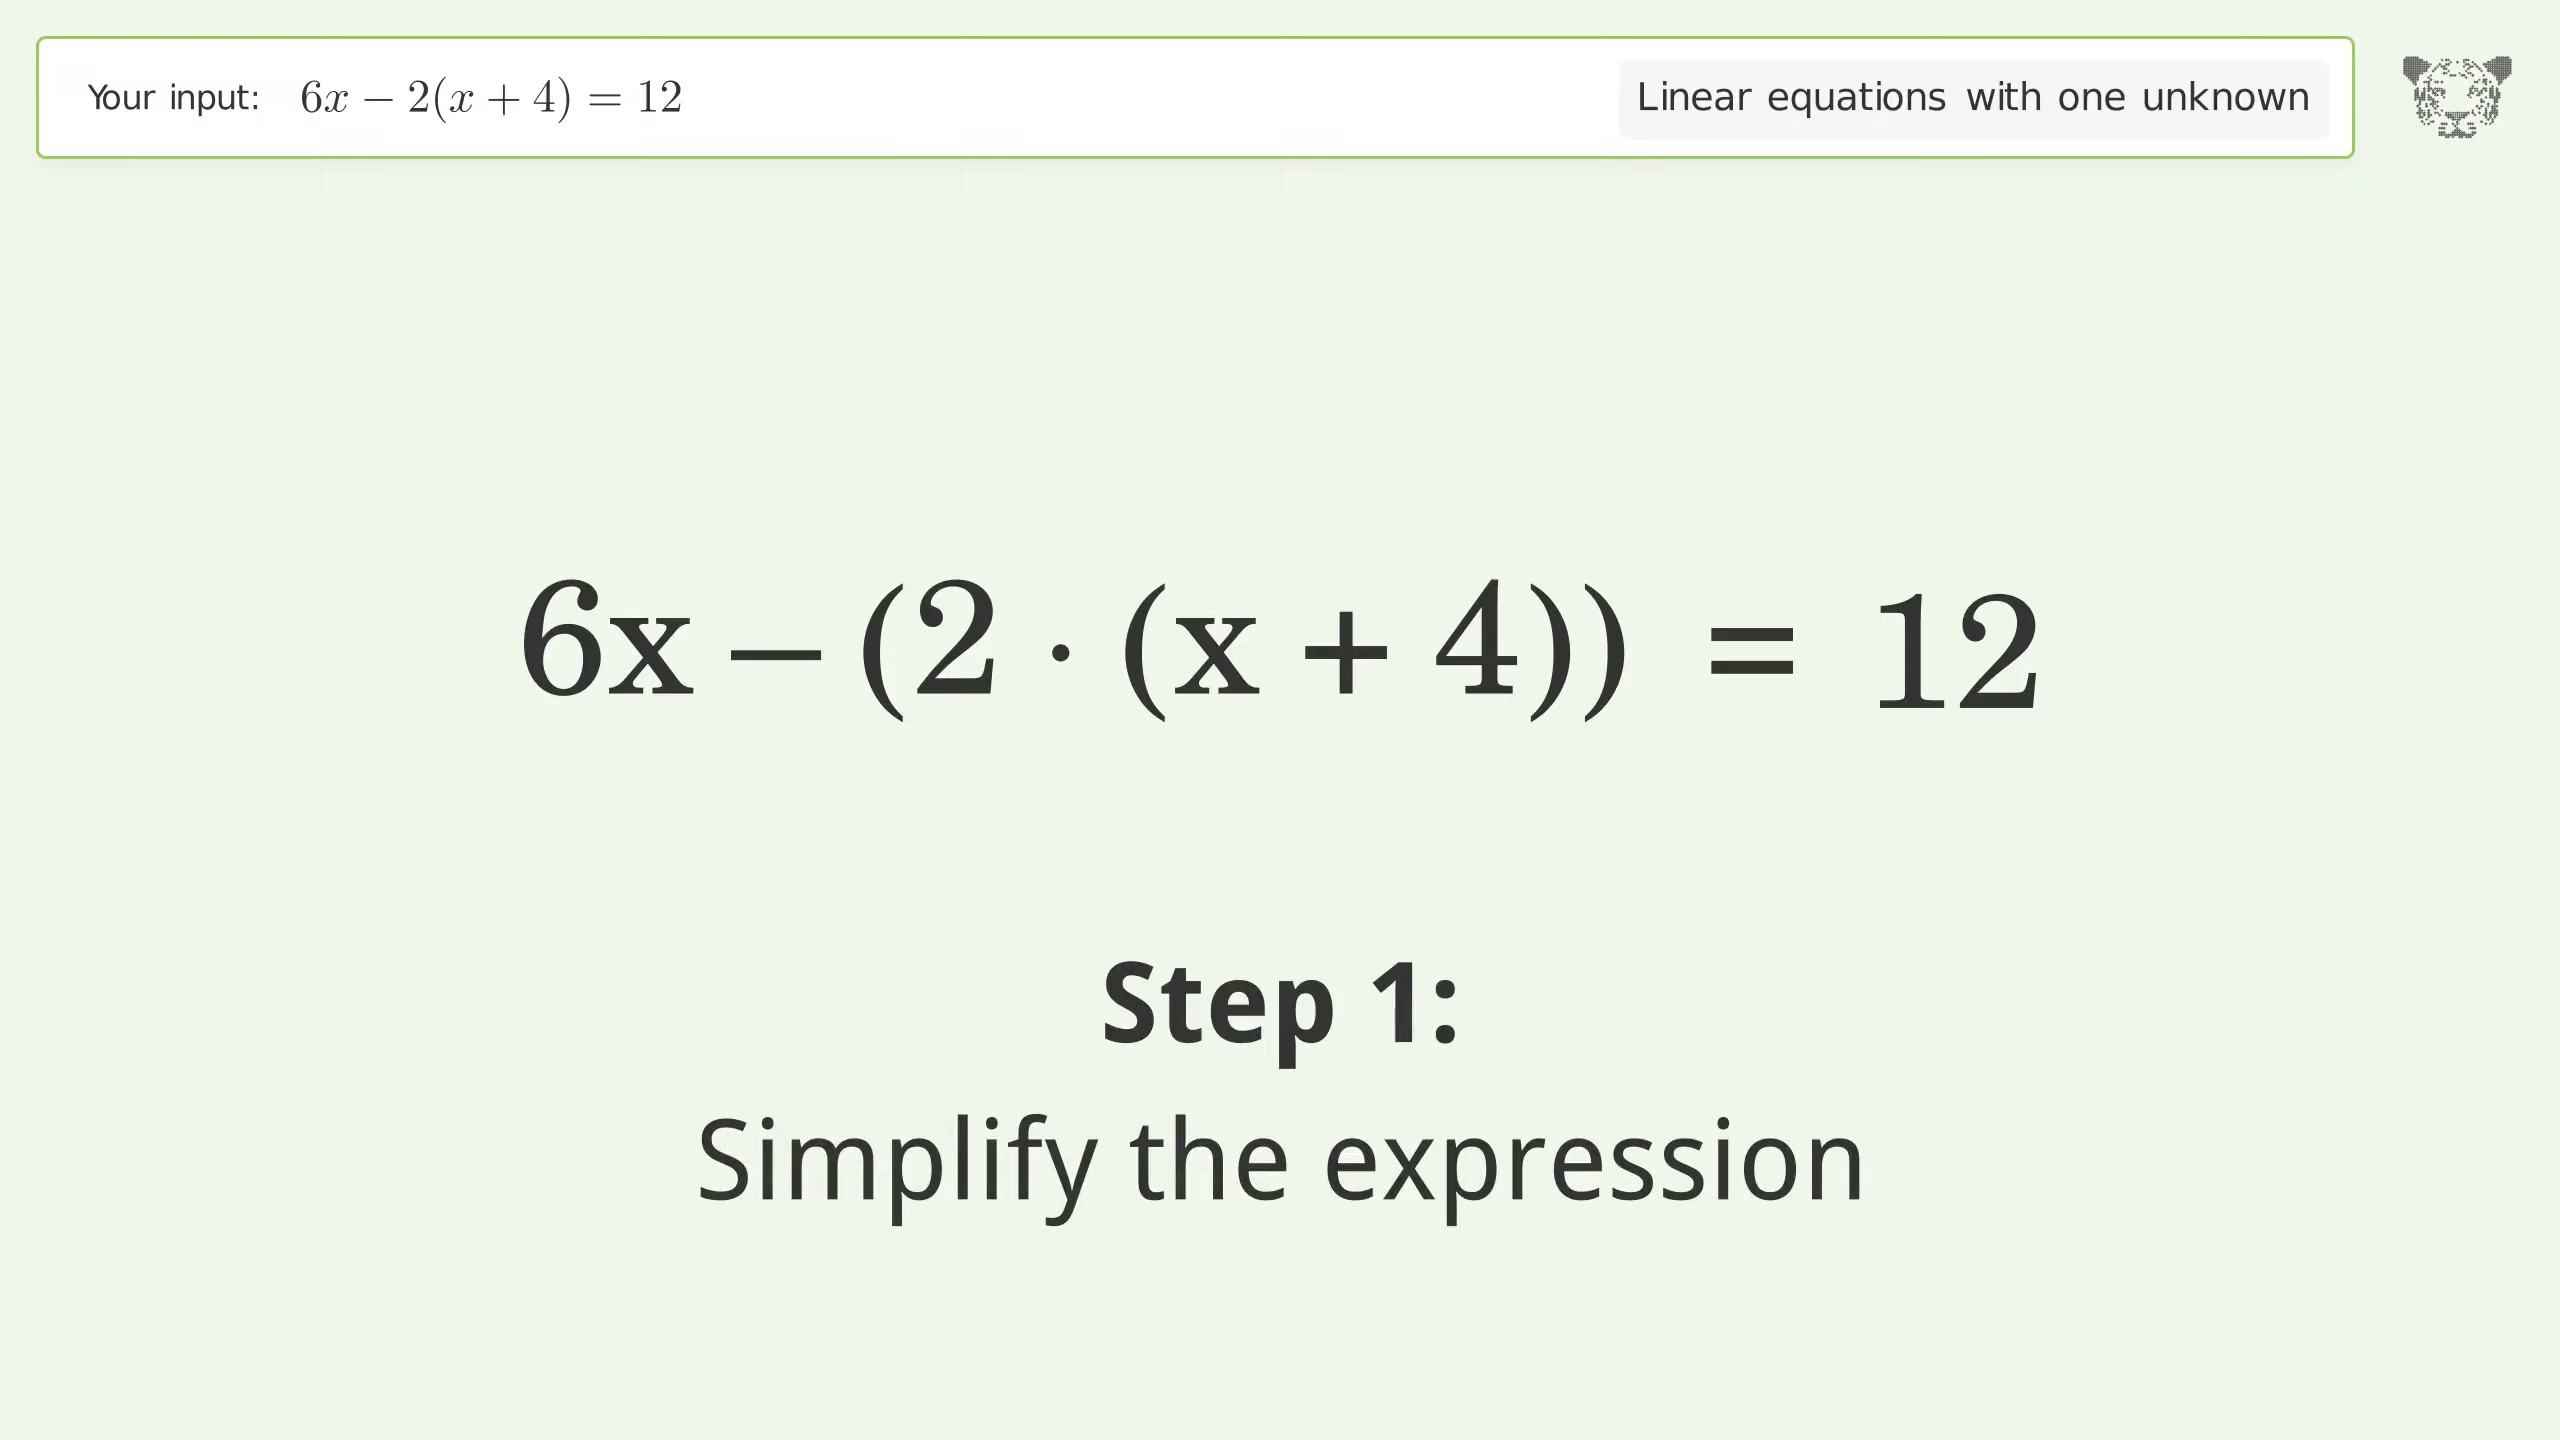 Your input: 6x − 2(x + 4) = 12
Linear equations with one unknown
6x – (2 · (x + 4)) = 12
Step 1:
Simplify the expression